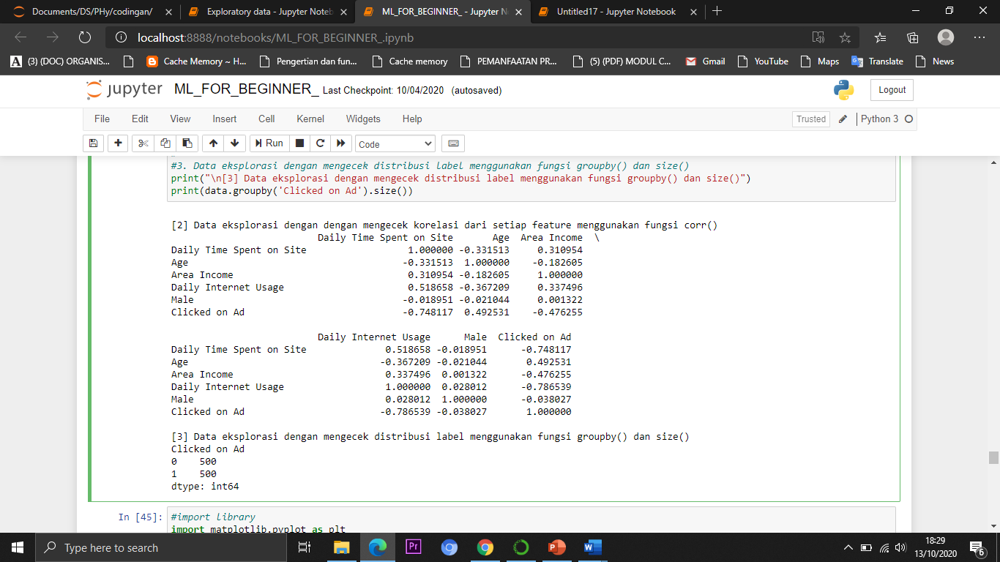 Documents/DS/PHy/codingan/
Exploratory data - Jupyter Noteb
ML_FOR_BEGINNER_ - Jupyter N
Untitled17 - Jupyter Notebook
localhost:8888/notebooks/ML_FOR_BEGINNER_.ipynb
(3) (DOC) ORGANIS...
Cache Memory ~ H...
Pengertian dan fun...
Cache memory
PEMANFAATAN PR...
(5) (PDF) MODUL C...
Gmail
YouTube
Maps
Translate
News
jupyter ML_FOR_BEGINNER_ Last Checkpoint: 10/04/2020 (autosaved)
Logout
File Edit View Insert Cell Kernel Widgets Help
Trusted
Python 3
Run
Code
#3. Data eksplorasi dengan mengecek distribusi label menggunakan fungsi groupby() dan size()
print("\n[3] Data eksplorasi dengan mengecek distribusi label menggunakan fungsi groupby() dan size()")
print(data.groupby('Clicked on Ad').size())
[2] Data eksplorasi dengan dengan mengecek korelasi dari setiap feature menggunakan fungsi corr()
Daily Time Spent on Site Age Area Income \
Daily Time Spent on Site 1.000000 -0.331513 0.310954
Age -0.331513 1.000000 -0.182605
Area Income 0.310954 -0.182605 1.000000
Daily Internet Usage 0.518658 -0.367209 0.337496
Male -0.018951 -0.021044 0.001322
Clicked on Ad -0.748117 0.492531 -0.476255
Daily Internet Usage Male Clicked on Ad
Daily Time Spent on Site 0.518658 -0.018951 -0.748117
Age -0.367209 -0.021044 0.492531
Area Income 0.337496 0.001322 -0.476255
Daily Internet Usage 1.000000 0.028012 -0.786539
Male 0.028012 1.000000 -0.038027
Clicked on Ad -0.786539 -0.038027 1.000000
[3] Data eksplorasi dengan mengecek distribusi label menggunakan fungsi groupby() dan size()
Clicked on Ad
0 500
1 500
dtype: int64
In [45]: #import library
import matplotlib.pyplot as plt
Type here to search
18:29
13/10/2020
6